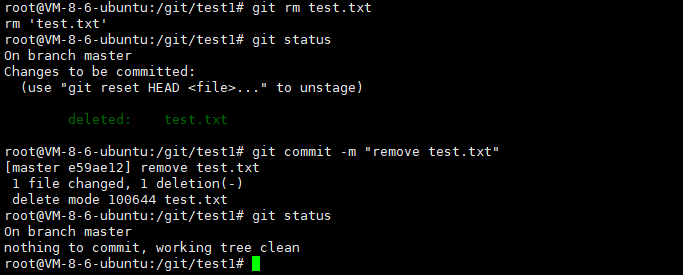 root@VM-8-6-ubuntu:/git/test1# git rm test.txt
rm 'test.txt'
root@VM-8-6-ubuntu:/git/test1# git status
On branch master
Changes to be committed:
  (use "git reset HEAD <file>..." to unstage)

        deleted:    test.txt

root@VM-8-6-ubuntu:/git/test1# git commit -m "remove test.txt"
[master e59ae12] remove test.txt
 1 file changed, 1 deletion(-)
 delete mode 100644 test.txt
root@VM-8-6-ubuntu:/git/test1# git status
On branch master
nothing to commit, working tree clean
root@VM-8-6-ubuntu:/git/test1#